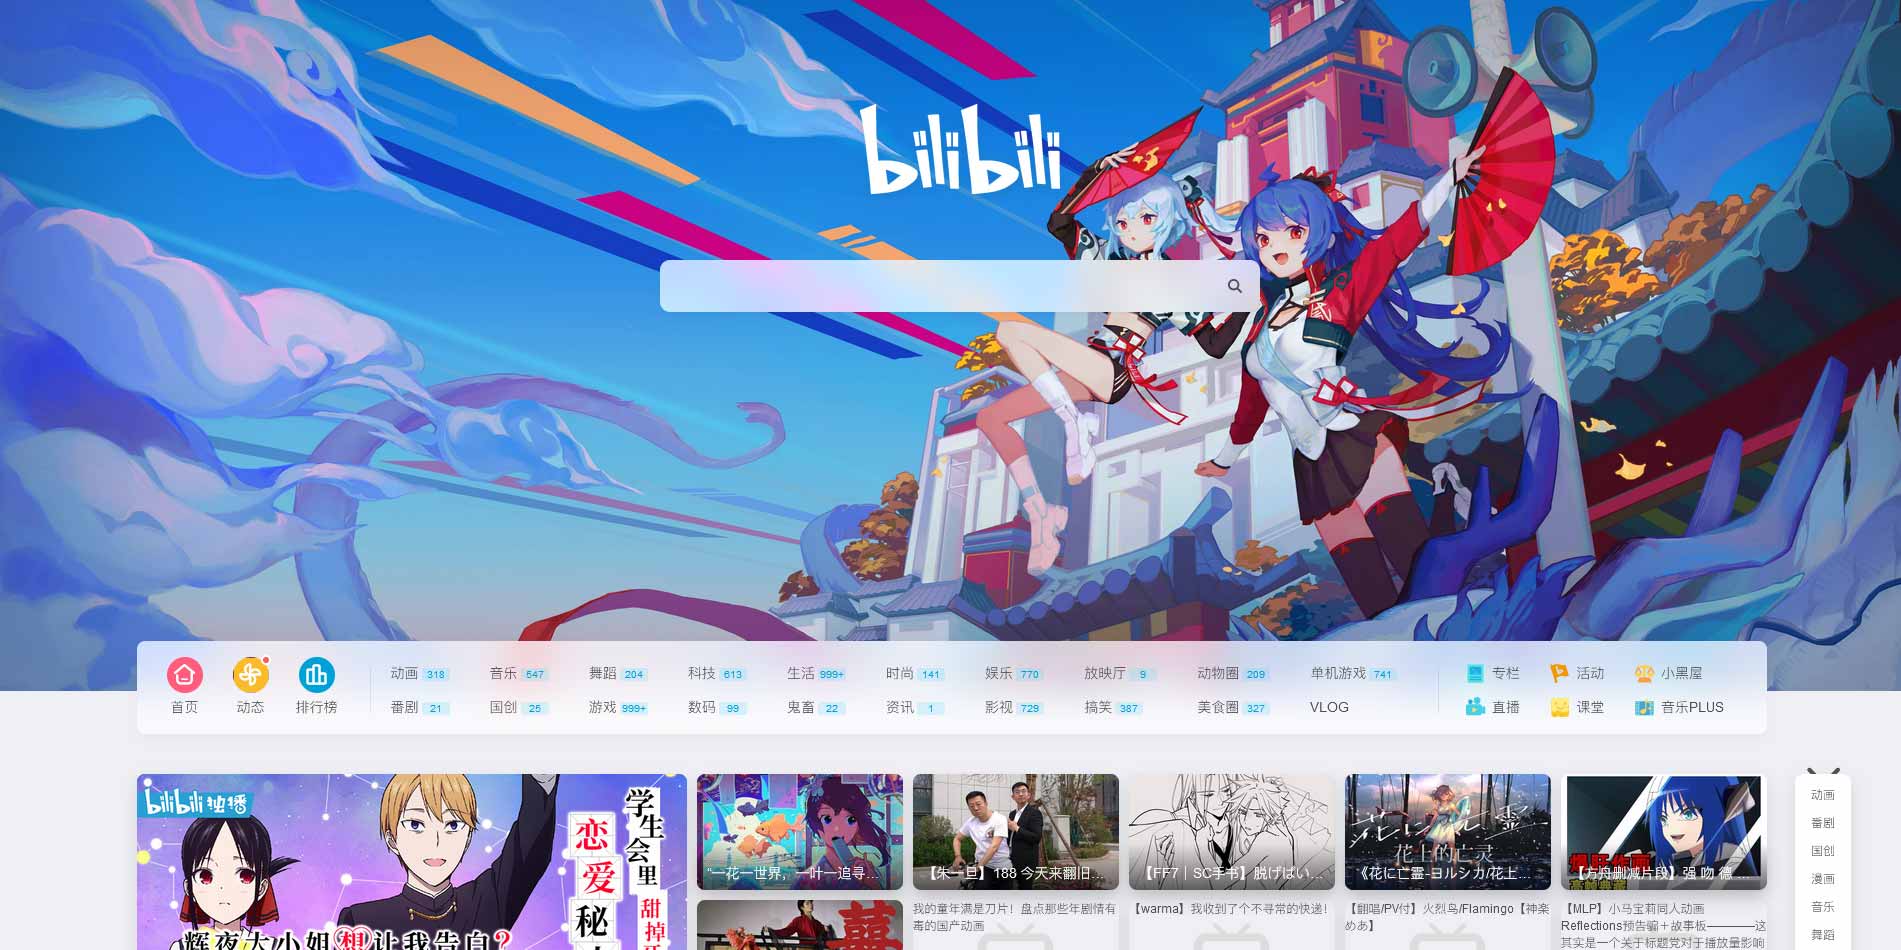 bilibili
首页
动态
排行榜
动画 318
音乐 647
舞蹈 204
科技 613
生活 999+
时尚 141
娱乐 770
放映厅 9
动物圈 209
单机游戏 741
番剧 21
国创 25
游戏 999+
数码 99
鬼畜 22
资讯 1
影视 729
搞笑 387
美食圈 327
VLOG
专栏
活动
小黑屋
直播
课堂
音乐PLUS
bilibili 独播
学生会里
恋爱
秘
甜掉
辉夜大小姐想让我告白?
“一花一世界，一叶一追寻...
【朱一旦】188 今天来翻旧...
【FF7｜SC手书】脱げばい...
花に亡霊
花上的亡灵
《花に亡霊-ヨルシカ/花上...
【方舟删减片段】强 吻 德 ...
囍
我的童年满是刀片！盘点那些年剧情有
毒的国产动画
【warma】我收到了个不寻常的快递！
【翻唱/PV付】火烈鸟/Flamingo【神楽
めあ】
【MLP】小马宝莉同人动画
Reflections预告骗＋故事板———这
其实是一个关于标题党对于播放量影响
动画
番剧
国创
漫画
音乐
舞蹈